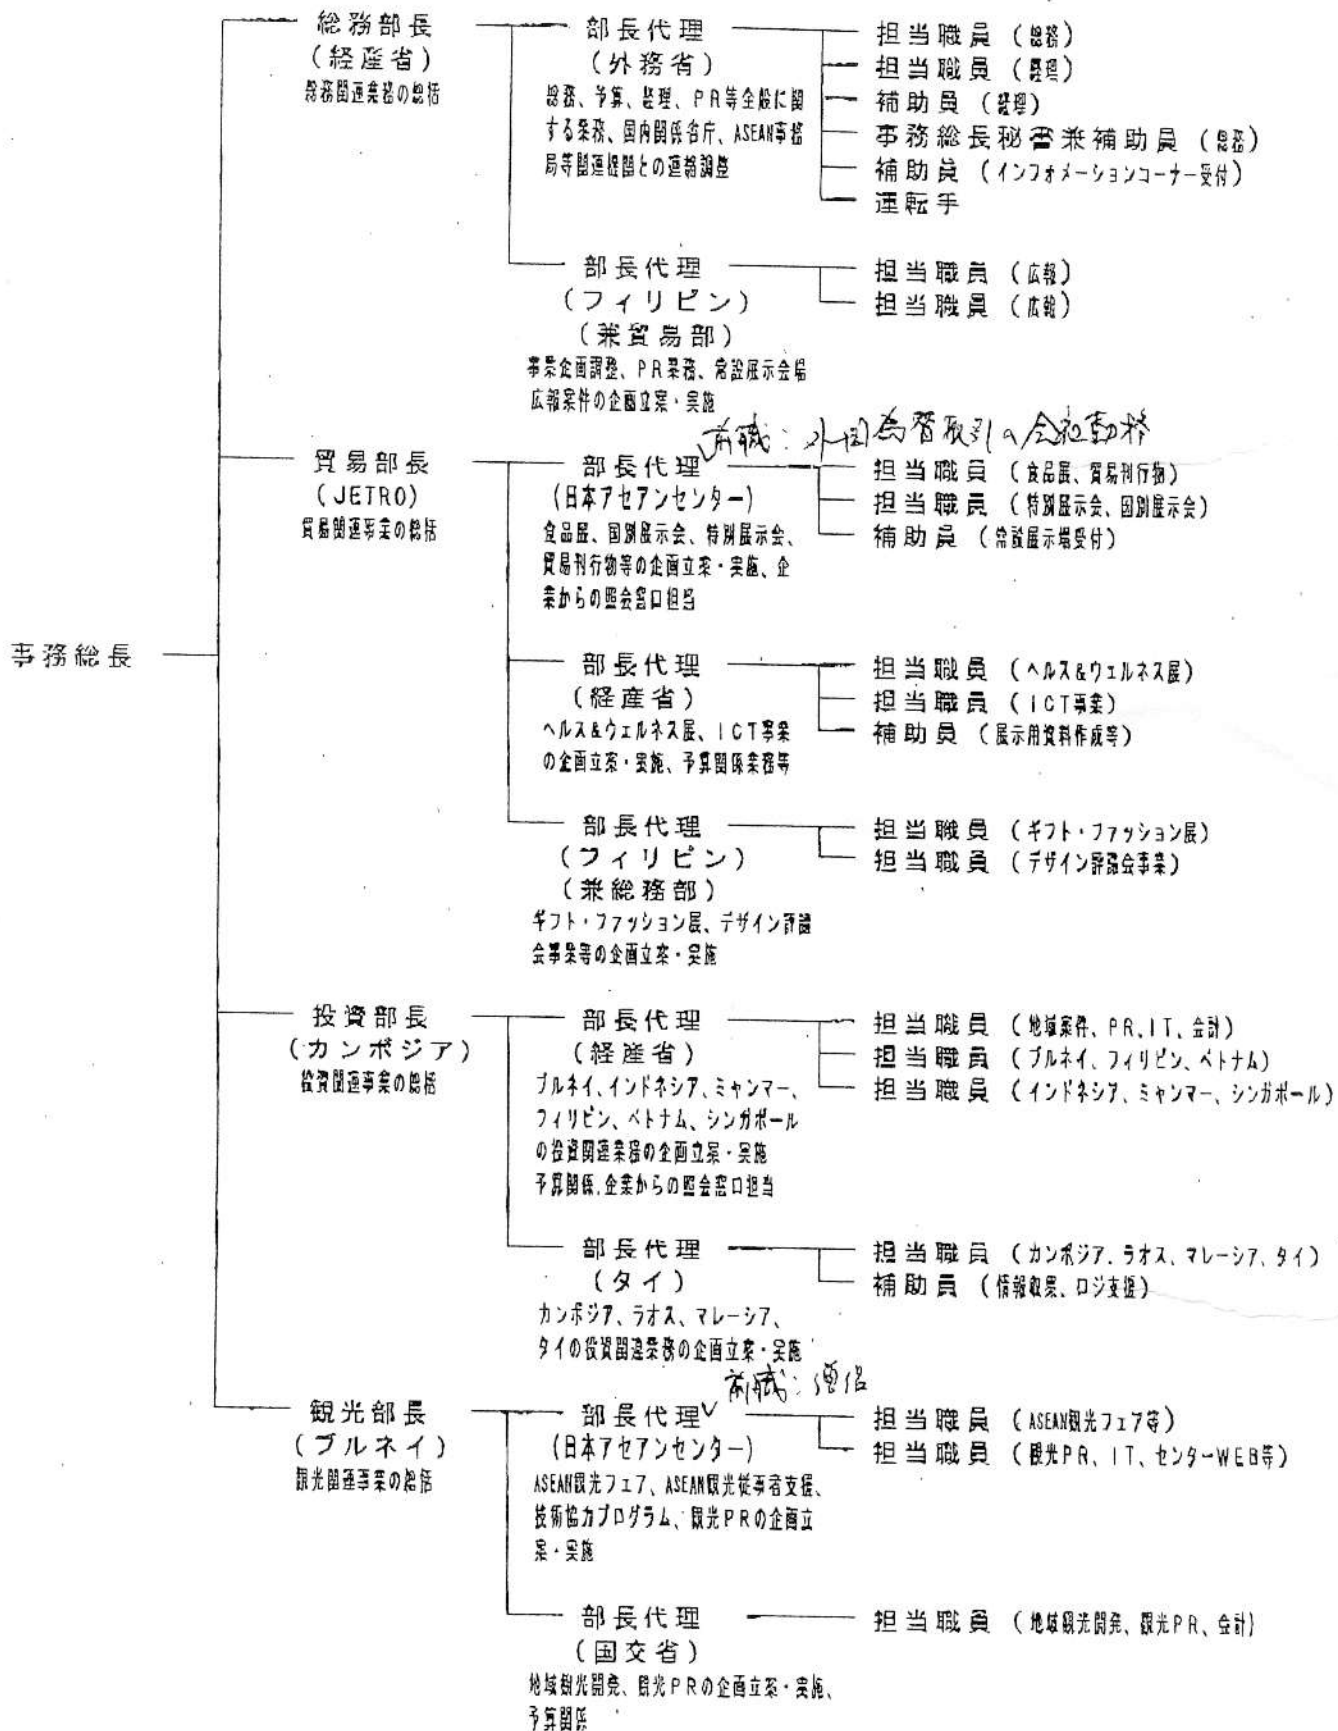 総務部長
(経産省)
総務関連業務の総括
部長代理
(外務省)
総務、予算、経理、PR等全般に関
する業務、国内関係省庁、ASEAN事務
局等関連機関との連絡調整
担当職員(総務)
担当職員(経理)
補助員(経理)
事務総長秘書兼補助員(総務)
補助員(インフォメーションコーナー受付)
運転手
部長代理
(フィリピン)
(兼貿易部)
事業企画調整、PR業務、常設展示会場
広報案件の企画立案・実施
担当職員(広報)
担当職員(広報)
前職:外国為替取引の会社勤務
貿易部長
(JETRO)
貿易関連事業の総括
部長代理
(日本アセアンセンター)
食品展、国別展示会、特別展示会、
貿易刊行物等の企画立案・実施、企
業からの照会窓口担当
担当職員(食品展、貿易刊行物)
担当職員(特別展示会、国別展示会)
補助員(常設展示場受付)
事務総長
部長代理
(経産省)
ヘルス&ウェルネス展、ICT事業
の企画立案・実施、予算関係業務等
担当職員(ヘルス&ウェルネス展)
担当職員(ICT事業)
補助員(展示用資料作成等)
部長代理
(フィリピン)
(兼総務部)
ギフト・ファッション展、デザイン評議
会事業等の企画立案・実施
担当職員(ギフト・ファッション展)
担当職員(デザイン評議会事業)
投資部長
(カンボジア)
投資関連事業の総括
部長代理
(経産省)
ブルネイ、インドネシア、ミャンマー、
フィリピン、ベトナム、シンガポール
の投資関連業務の企画立案・実施
予算関係、企業からの照会窓口担当
担当職員(地域案件、PR、IT、会計)
担当職員(ブルネイ、フィリピン、ベトナム)
担当職員(インドネシア、ミャンマー、シンガポール)
部長代理
(タイ)
カンボジア、ラオス、マレーシア、
タイの投資関連業務の企画立案・実施
担当職員(カンボジア、ラオス、マレーシア、タイ)
補助員(情報収集、ロジ支援)
前職:僧侶
観光部長
(ブルネイ)
観光関連事業の総括
部長代理
(日本アセアンセンター)
ASEAN観光フェア、ASEAN観光従事者支援、
技術協力プログラム、観光PRの企画立
案・実施
担当職員(ASEAN観光フェア等)
担当職員(観光PR、IT、センターWEB等)
部長代理
(国交省)
地域観光開発、観光PRの企画立案・実施、
予算関係
担当職員(地域観光開発、観光PR、会計)